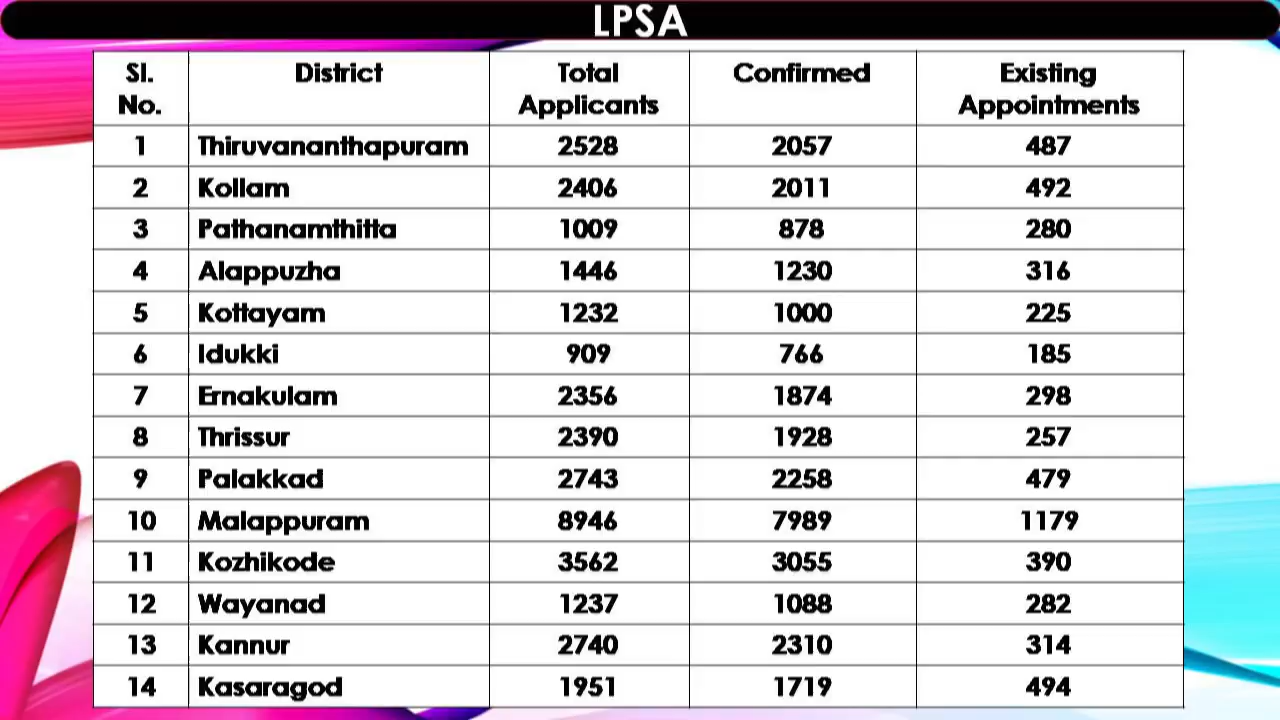 LPSA
Sl. No. District Total Applicants Confirmed Existing Appointments
1 Thiruvananthapuram 2528 2057 487
2 Kollam 2406 2011 492
3 Pathanamthitta 1009 878 280
4 Alappuzha 1446 1230 316
5 Kottayam 1232 1000 225
6 Idukki 909 766 185
7 Ernakulam 2356 1874 298
8 Thrissur 2390 1928 257
9 Palakkad 2743 2258 479
10 Malappuram 8946 7989 1179
11 Kozhikode 3562 3055 390
12 Wayanad 1237 1088 282
13 Kannur 2740 2310 314
14 Kasaragod 1951 1719 494